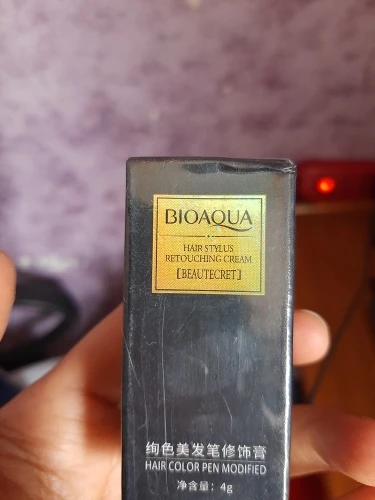 BIOAQUA
HAIR STYLUS
RETOUCHING CREAM
[BEAUTECRET]
绚色美发笔修饰膏
HAIR COLOR PEN MODIFIED
净含量：4g